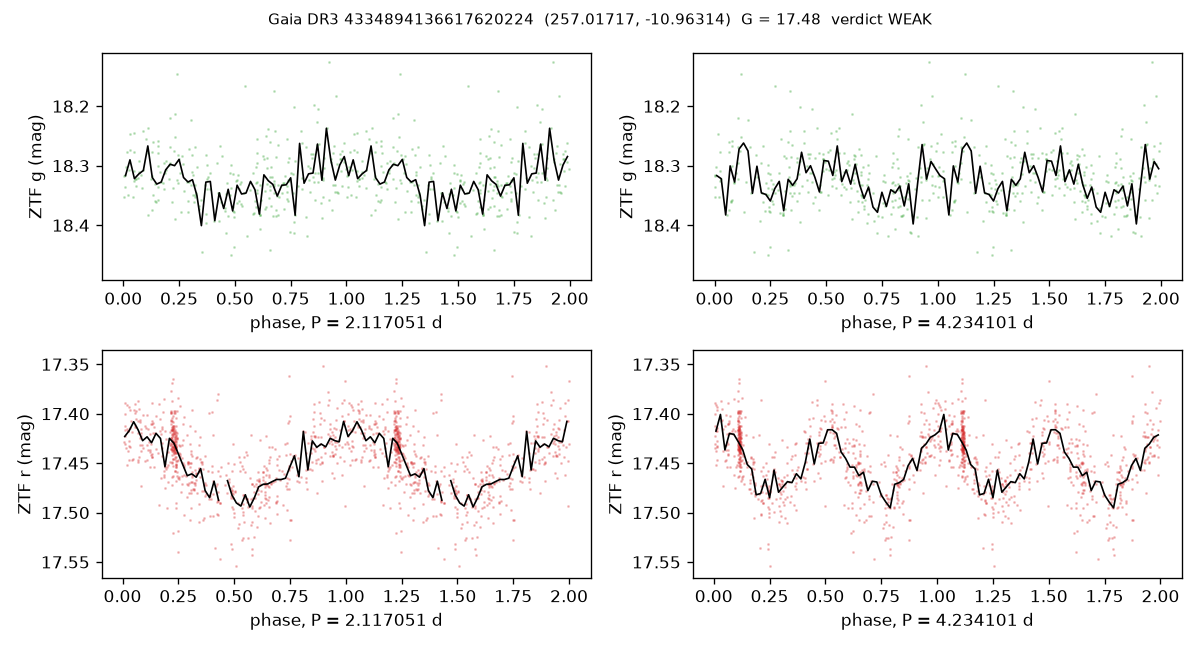 Gaia DR3 4334894136617620224 (257.01717, -10.96314) G = 17.48 verdict WEAK
ZTF g (mag)
18.2
18.3
18.4
0.00 0.25 0.50 0.75 1.00 1.25 1.50 1.75 2.00
phase, P = 2.117051 d
ZTF g (mag)
18.2
18.3
18.4
0.00 0.25 0.50 0.75 1.00 1.25 1.50 1.75 2.00
phase, P = 4.234101 d
ZTF r (mag)
17.35
17.40
17.45
17.50
17.55
0.00 0.25 0.50 0.75 1.00 1.25 1.50 1.75 2.00
phase, P = 2.117051 d
ZTF r (mag)
17.35
17.40
17.45
17.50
17.55
0.00 0.25 0.50 0.75 1.00 1.25 1.50 1.75 2.00
phase, P = 4.234101 d